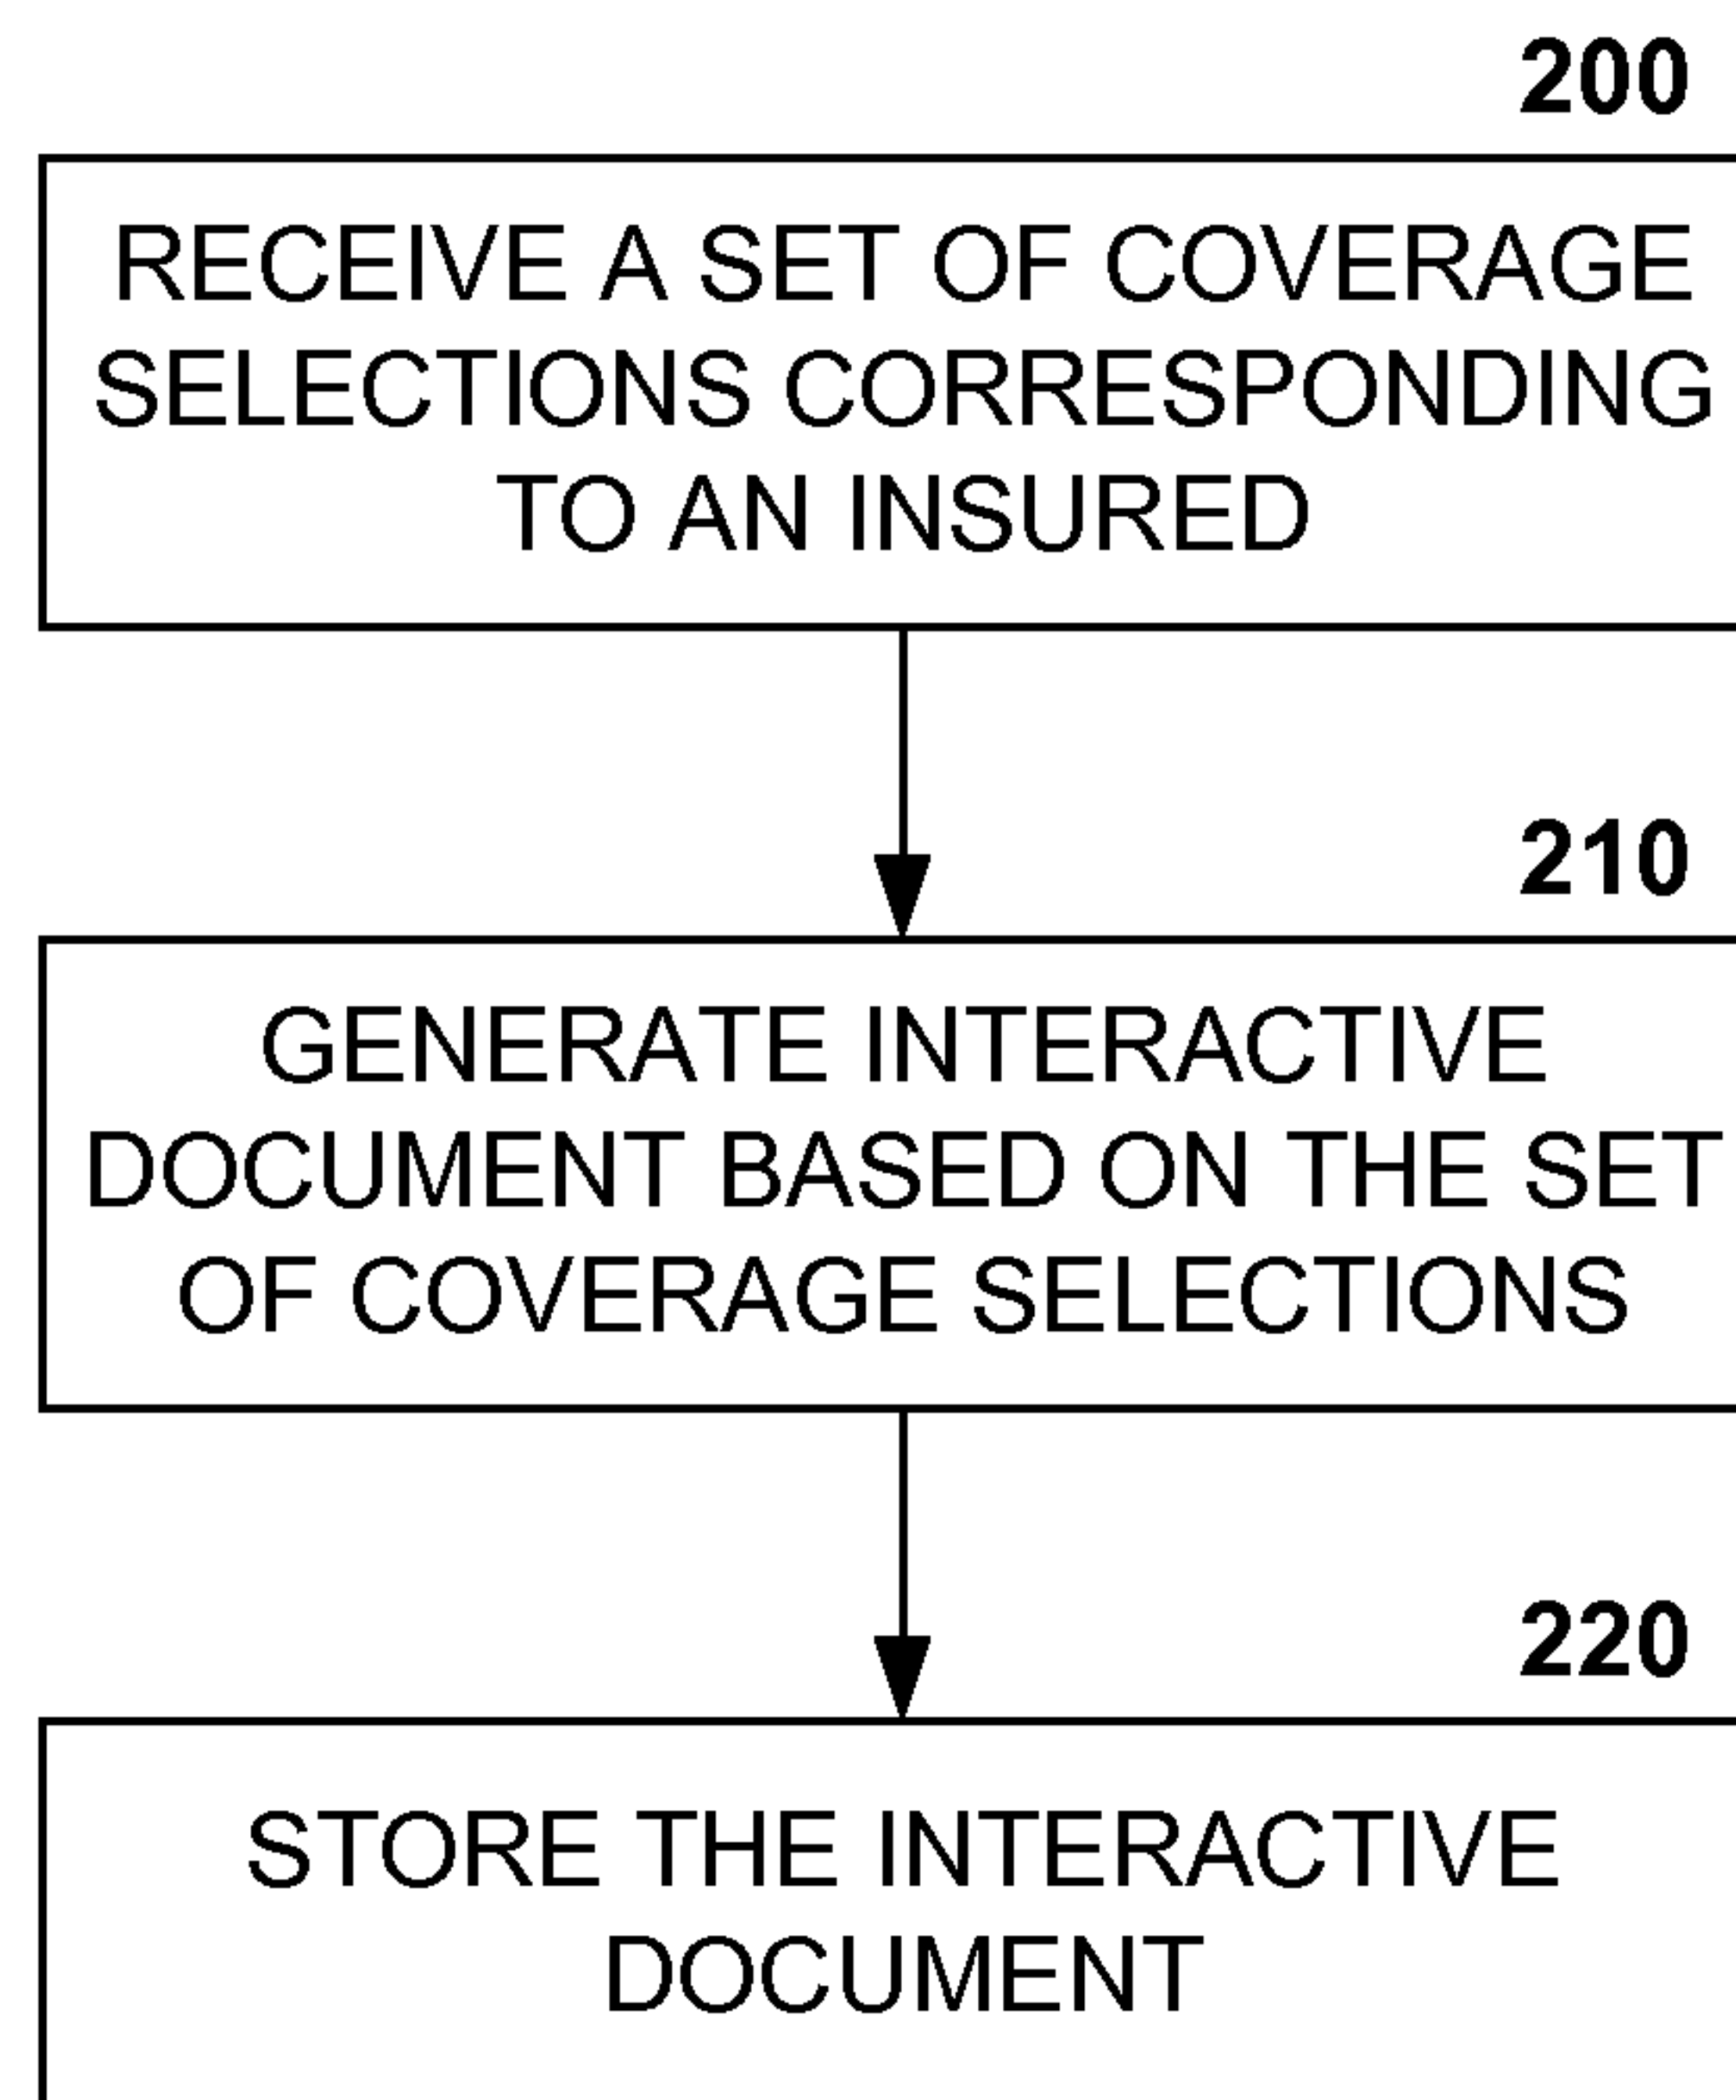 200
RECEIVE A SET OF COVERAGE
SELECTIONS CORRESPONDING
TO AN INSURED
210
GENERATE INTERACTIVE
DOCUMENT BASED ON THE SET
OF COVERAGE SELECTIONS
220
STORE THE INTERACTIVE
DOCUMENT